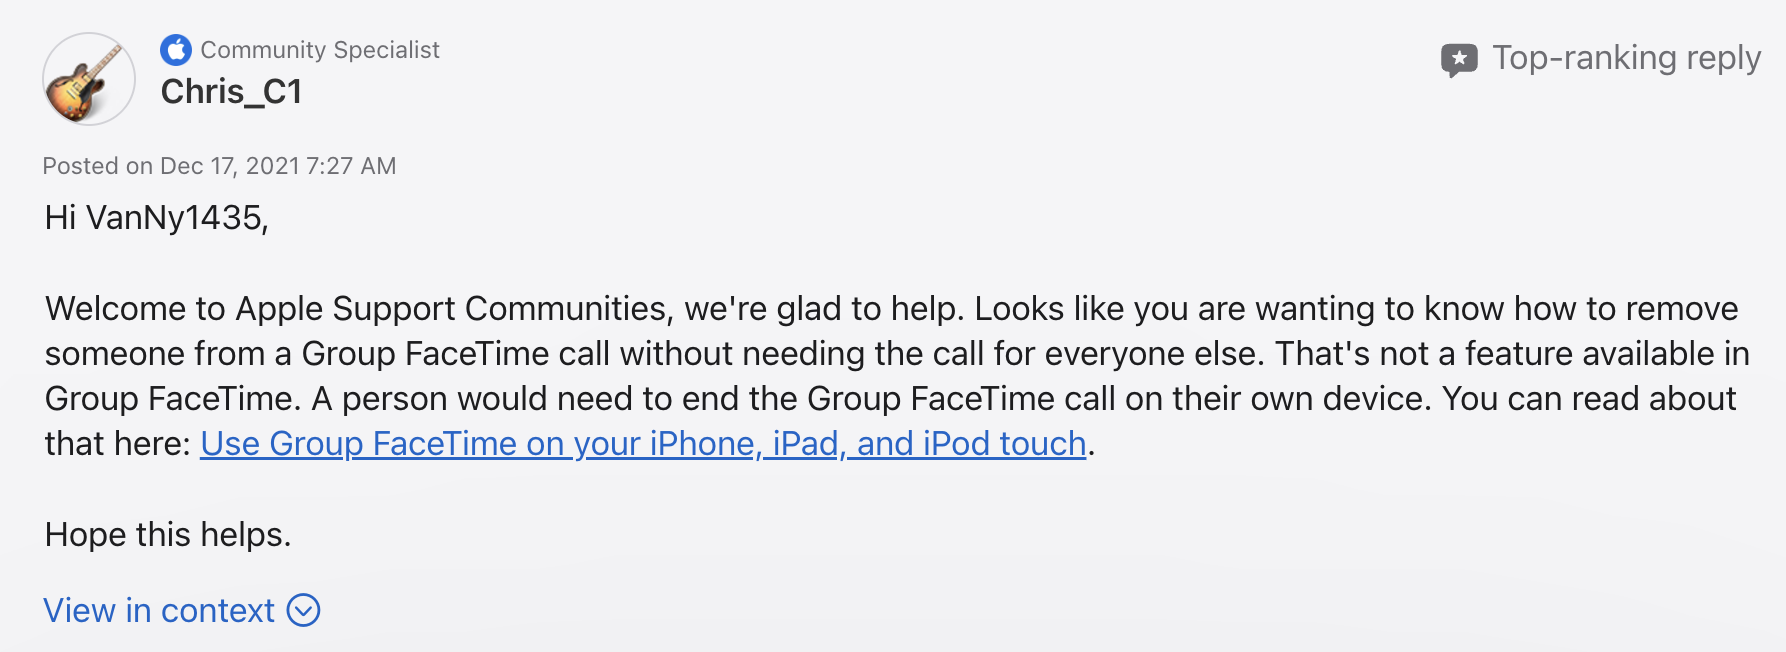 Community Specialist
Chris_C1
Top-ranking reply
Posted on Dec 17, 2021 7:27 AM
Hi VanNy1435,
Welcome to Apple Support Communities, we're glad to help. Looks like you are wanting to know how to remove
someone from a Group FaceTime call without needing the call for everyone else. That's not a feature available in
Group FaceTime. A person would need to end the Group FaceTime call on their own device. You can read about
that here: Use Group FaceTime on your iPhone, iPad, and iPod touch.
Hope this helps.
View in context